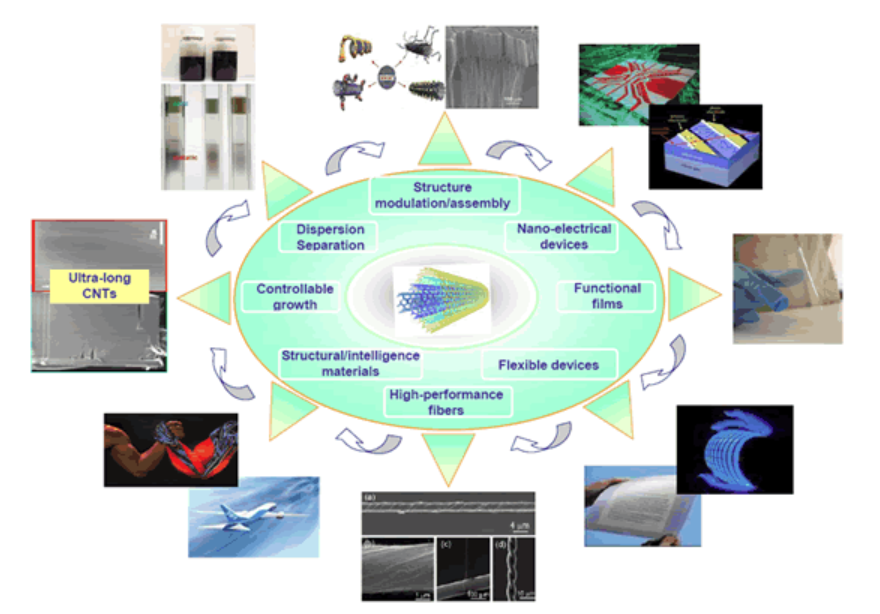 Structure
modulation/assembly
Dispersion
Separation
Nano-electrical
devices
Ultra-long
CNTs
Controllable
growth
Functional
films
Structural/intelligence
materials
Flexible devices
High-performance
fibers
(a)
4 μm
(b)
(c)
(d)